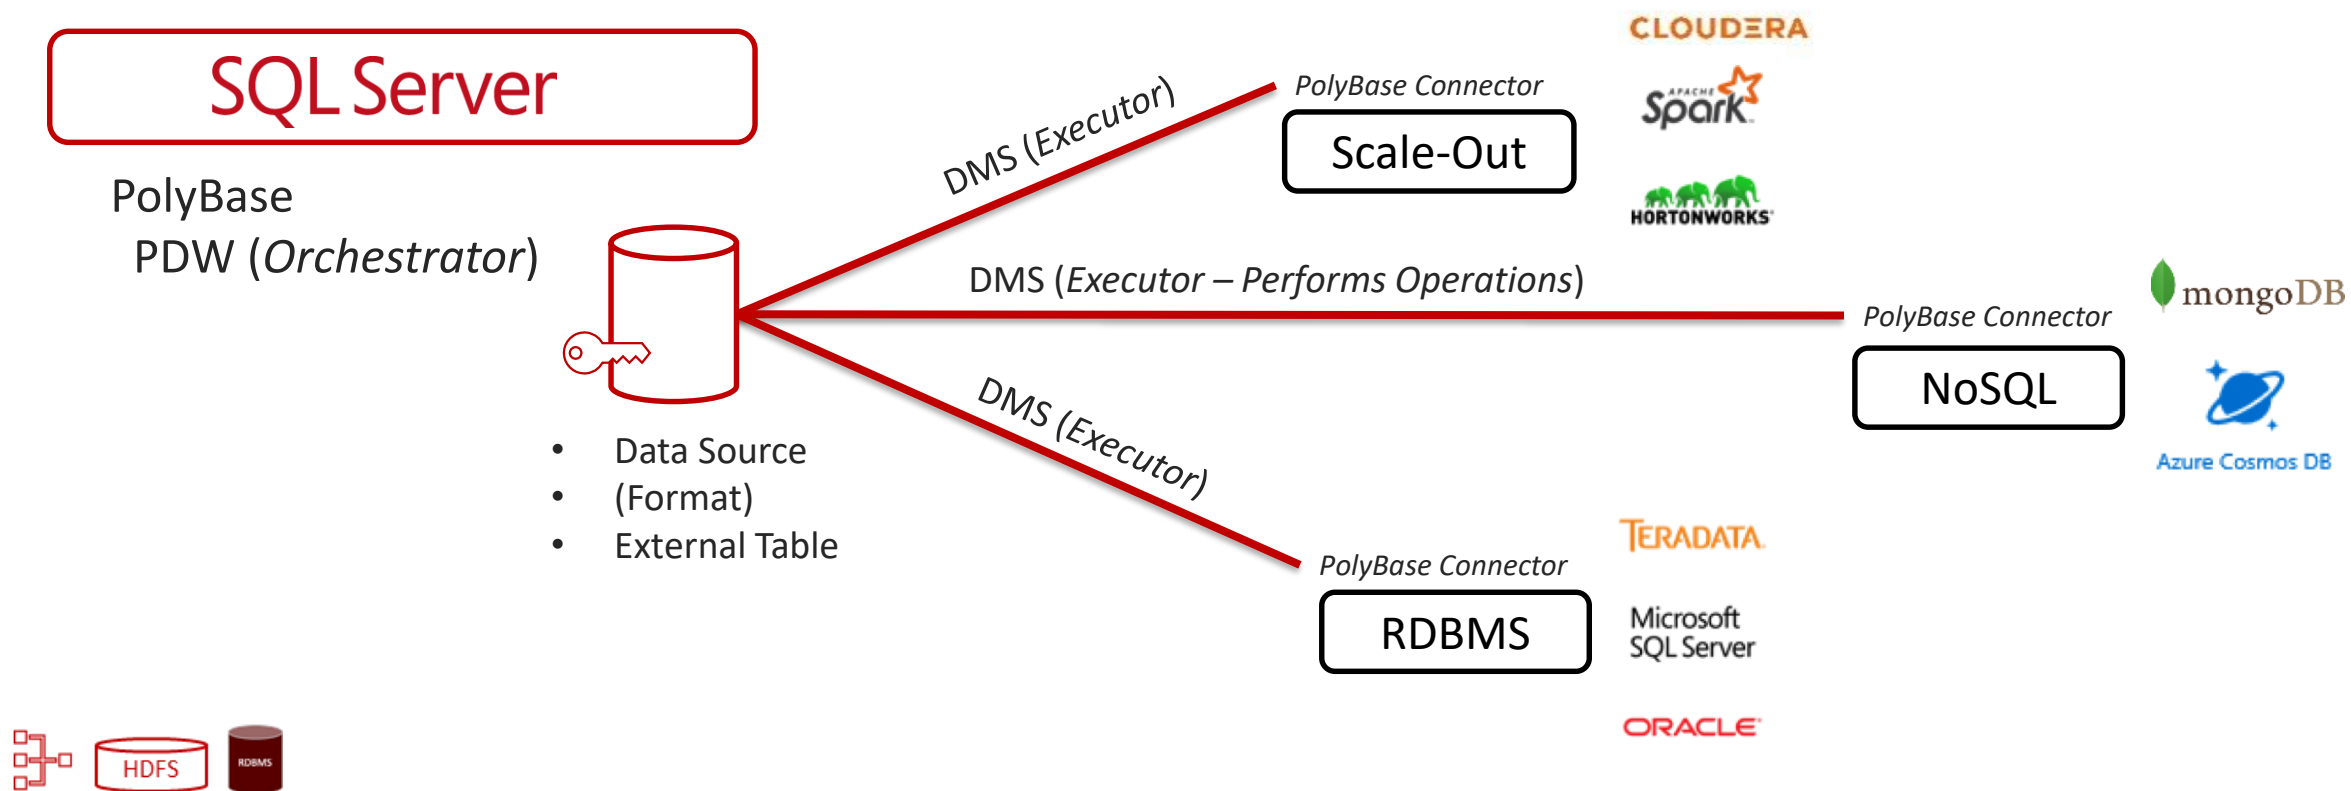 SQL Server
PolyBase
PDW (Orchestrator)
Data Source
(Format)
External Table
DMS (Executor)
PolyBase Connector
Scale-Out
CLOUDERA
APACHE
Spark
HORTONWORKS
DMS (Executor – Performs Operations)
PolyBase Connector
NoSQL
mongoDB
Azure Cosmos DB
DMS (Executor)
PolyBase Connector
RDBMS
TERADATA.
Microsoft
SQL Server
ORACLE
HDFS
RDBMS